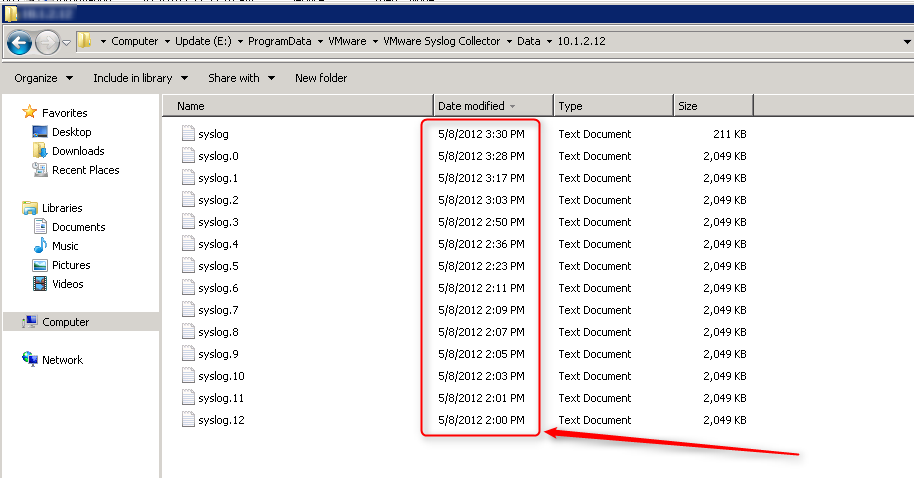 Computer Update (E:) ProgramData VMware VMware Syslog Collector Data 10.1.2.12
Organize Include in library Share with New folder
Favorites
Desktop
Downloads
Recent Places
Libraries
Documents
Music
Pictures
Videos
Computer
Network
Name Date modified Type Size
syslog 5/8/2012 3:30 PM Text Document 211 KB
syslog.0 5/8/2012 3:28 PM Text Document 2,049 KB
syslog.1 5/8/2012 3:17 PM Text Document 2,049 KB
syslog.2 5/8/2012 3:03 PM Text Document 2,049 KB
syslog.3 5/8/2012 2:50 PM Text Document 2,049 KB
syslog.4 5/8/2012 2:36 PM Text Document 2,049 KB
syslog.5 5/8/2012 2:23 PM Text Document 2,049 KB
syslog.6 5/8/2012 2:11 PM Text Document 2,049 KB
syslog.7 5/8/2012 2:09 PM Text Document 2,049 KB
syslog.8 5/8/2012 2:07 PM Text Document 2,049 KB
syslog.9 5/8/2012 2:05 PM Text Document 2,049 KB
syslog.10 5/8/2012 2:03 PM Text Document 2,049 KB
syslog.11 5/8/2012 2:01 PM Text Document 2,049 KB
syslog.12 5/8/2012 2:00 PM Text Document 2,049 KB